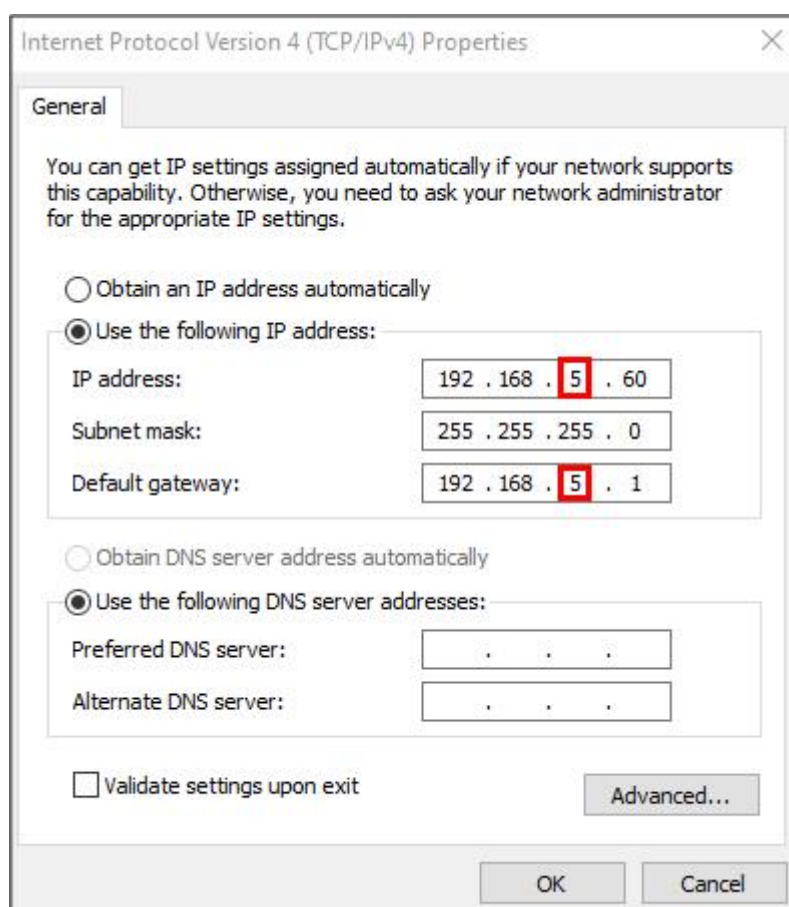 Internet Protocol Version 4 (TCP/IPv4) Properties
General
You can get IP settings assigned automatically if your network supports
this capability. Otherwise, you need to ask your network administrator
for the appropriate IP settings.
Obtain an IP address automatically
Use the following IP address:
IP address: 192 . 168 . 5 . 60
Subnet mask: 255 . 255 . 255 . 0
Default gateway: 192 . 168 . 5 . 1
Obtain DNS server address automatically
Use the following DNS server addresses:
Preferred DNS server: . . .
Alternate DNS server: . . .
Validate settings upon exit
Advanced...
OK Cancel